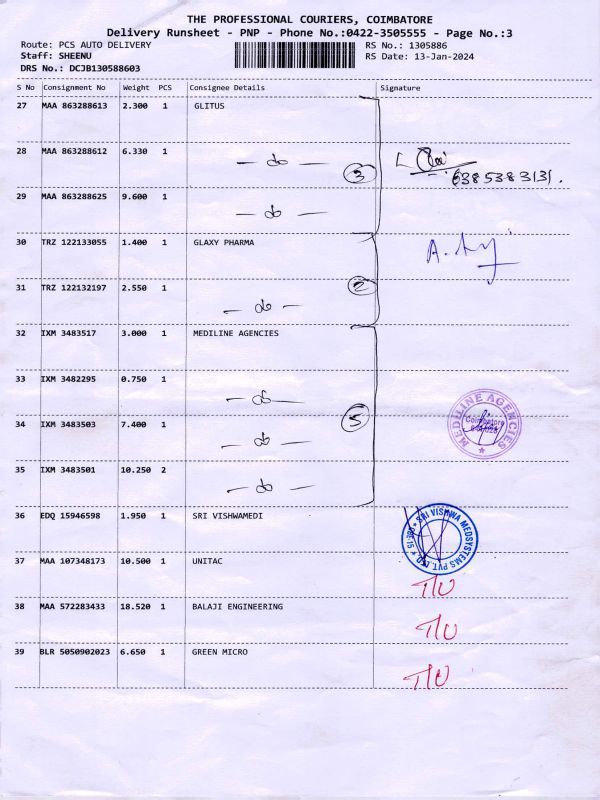 THE PROFESSIONAL COURIERS, COIMBATORE
Delivery Runsheet - PNP - Phone No.:0422-3505555 - Page No.:3
Route: PCS AUTO DELIVERY RS No.: 1305886
Staff: SHEENU RS Date: 13-Jan-2024
DRS No.: DCJB130588603
S No Consignment No Weight PCS Consignee Details Signature
27 MAA 863288613 2.300 1 GLITUS
28 MAA 863288612 6.330 1 — do — 3
6385383131.
29 MAA 863288625 9.600 1 — do —
30 TRZ 122133055 1.400 1 GLAXY PHARMA
31 TRZ 122132197 2.550 1 — do — 2
32 IXM 3483517 3.000 1 MEDILINE AGENCIES
33 IXM 3482295 0.750 1 — do —
34 IXM 3483503 7.400 1 — do — 5 MEDILINE AGENCIES Coimbatore
35 IXM 3483501 10.250 2 — do —
36 EDQ 15946598 1.950 1 SRI VISHWAMEDI SRI VISHWA MEDSYSTEMS PVT. LTD.
37 MAA 107348173 10.500 1 UNITAC T/U
38 MAA 572283433 18.520 1 BALAJI ENGINEERING T/U
39 BLR 5050902023 6.650 1 GREEN MICRO T/U